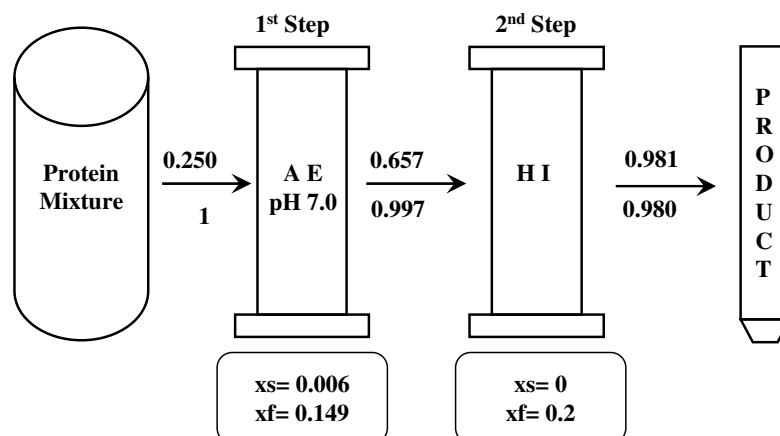 1st Step
2nd Step
Protein
Mixture
0.250
1
A E
pH 7.0
0.657
0.997
H I
0.981
0.980
P
R
O
D
U
C
T
xs= 0.006
xf= 0.149
xs= 0
xf= 0.2